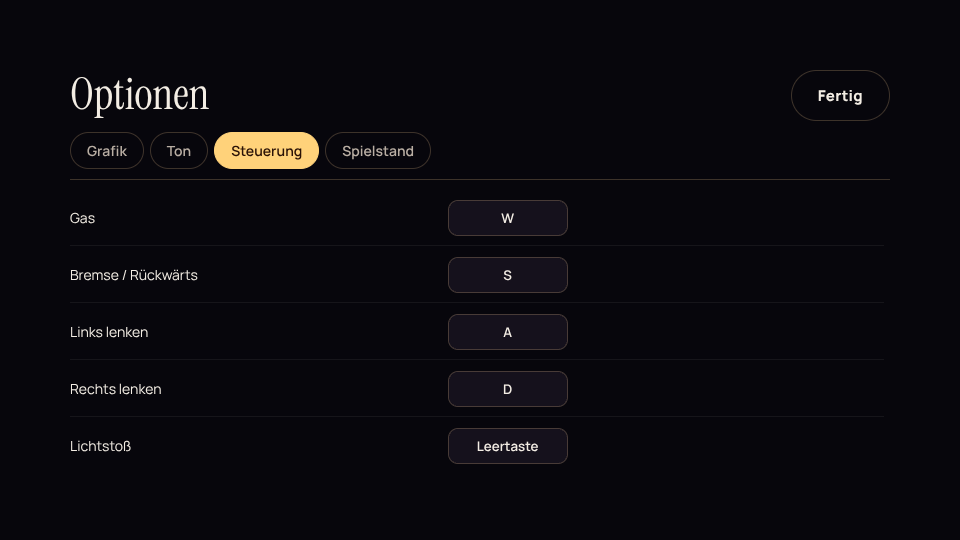 Optionen
Fertig
Grafik
Ton
Steuerung
Spielstand
Gas
W
Bremse / Rückwärts
S
Links lenken
A
Rechts lenken
D
Lichtstoß
Leertaste